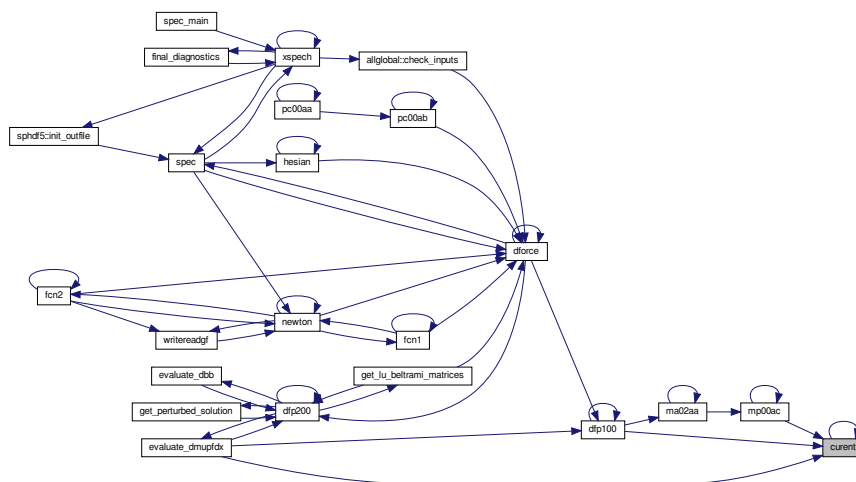 spec_main
final_diagnostics
xspech
allglobal::check_inputs
pc00aa
pc00ab
sphdf5::init_outfile
spec
hesian
dforce
fcn2
newton
writereadgf
fcn1
evaluate_dbb
get_lu_beltrami_matrices
get_perturbed_solution
dfp200
evaluate_dmupfdx
dfp100
ma02aa
mp00ac
curent